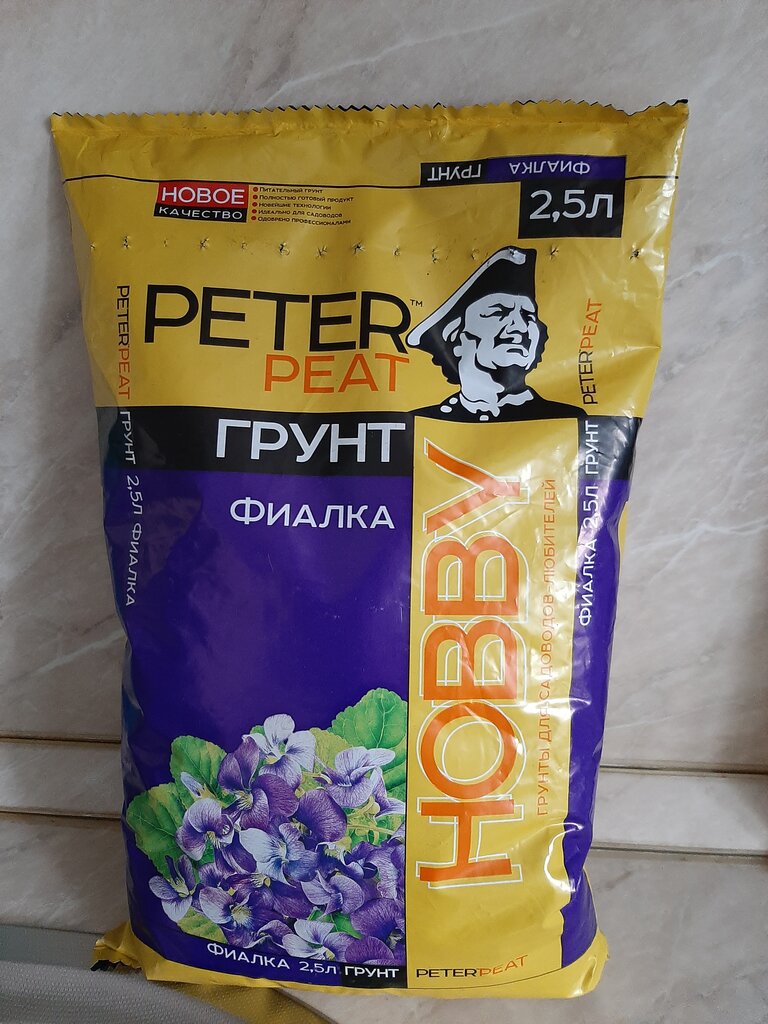 ФИАЛКА
ГРУНТ
2,5Л
НОВОЕ
КАЧЕСТВО
ПИТАТЕЛЬНЫЙ ГРУНТ
ПОЛНОСТЬЮ ГОТОВЫЙ ПРОДУКТ
НОВЕЙШИЕ ТЕХНОЛОГИИ
ИДЕАЛЬНО ДЛЯ САДОВОДОВ
ОДОБРЕНО ПРОФЕССИОНАЛАМИ
PETER™
PEAT
ГРУНТ
ФИАЛКА
HOBBY
ГРУНТЫ ДЛЯ САДОВОДОВ-ЛЮБИТЕЛЕЙ
PETERPEAT ГРУНТ 2,5Л ФИАЛКА
ФИАЛКА 2,5Л ГРУНТ PETERPEAT
ФИАЛКА 2,5Л ГРУНТ PETERPEAT